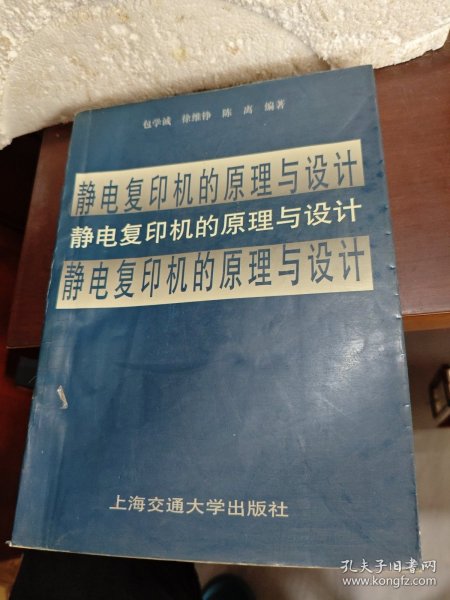 包学诚 徐维铮 陈离 编著
静电复印机的原理与设计
静电复印机的原理与设计
静电复印机的原理与设计
上海交通大学出版社
孔夫子旧书网
www.kongfz.com